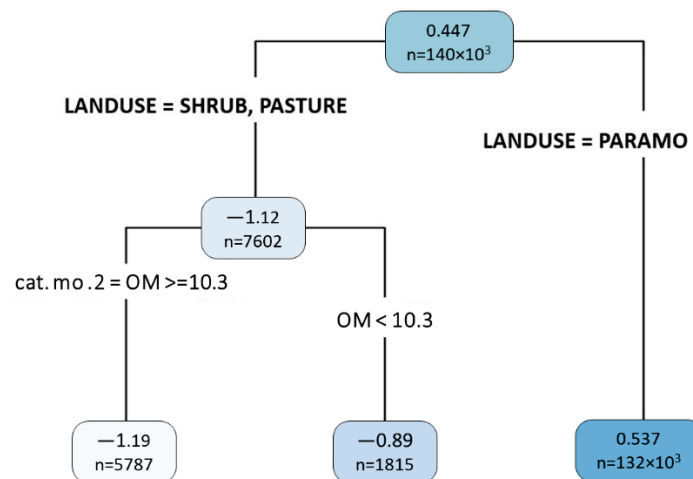 0.447
n=140×10³
LANDUSE = SHRUB, PASTURE
LANDUSE = PARAMO
—1.12
n=7602
cat. mo .2 = OM >=10.3
OM < 10.3
—1.19
n=5787
—0.89
n=1815
0.537
n=132×10³